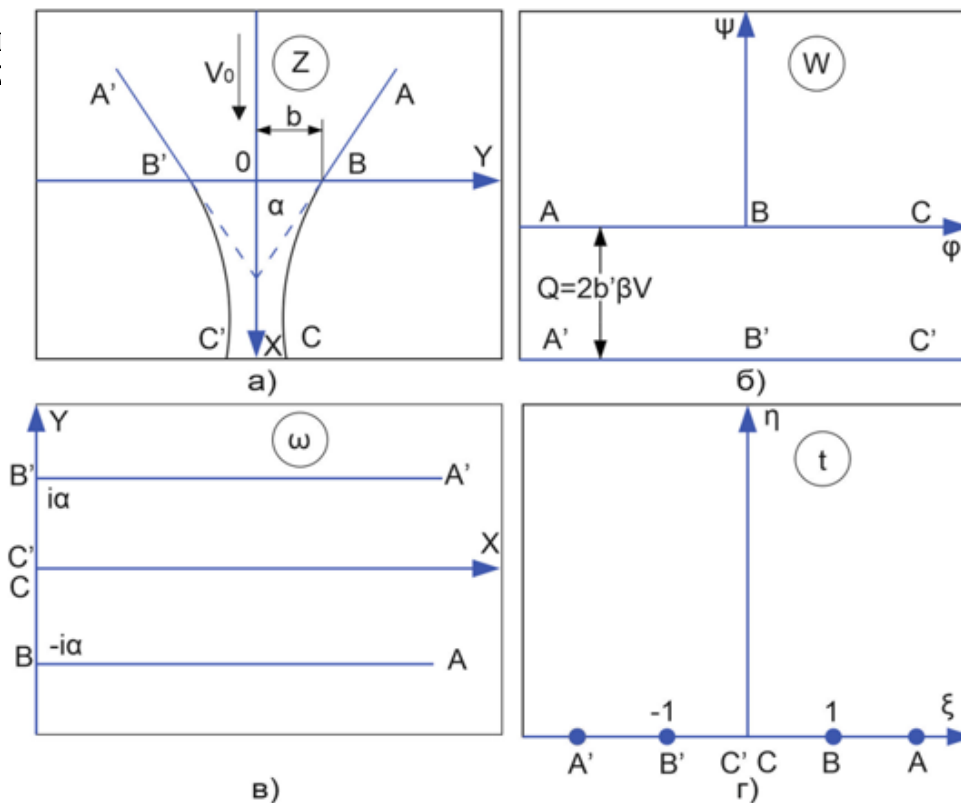 A' V₀ Z A
b
B' 0 B Y
α
C' X C
а)
Ψ W
A B C
φ
Q=2b'βV
A' B' C'
б)
Y ω
B' A'
iα
C' X
C
-iα
B A
в)
η t
-1 1 ξ
A' B' C' C B A
г)